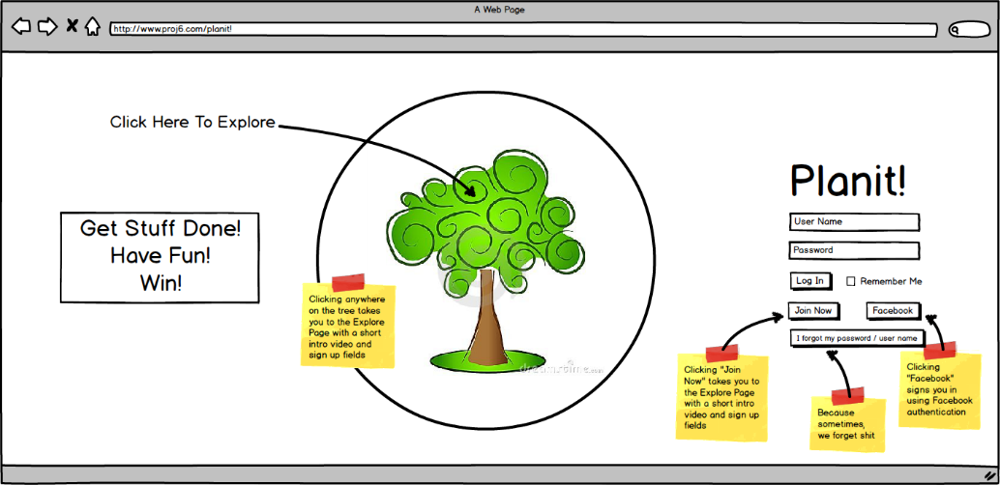 A Web Page
http://www.proj6.com/planit!
Click Here To Explore
Get Stuff Done!
Have Fun!
Win!
Clicking anywhere
on the tree takes
you to the Explore
Page with a short
intro video and
sign up fields
Planit!
User Name
Password
Log In
Remember Me
Join Now
Facebook
I forgot my password / user name
Clicking "Join
Now" takes you to
the Explore Page
with a short intro
video and sign up
fields
Because
sometimes,
we forget shit
Clicking
"Facebook"
signs you in
using Facebook
authentication